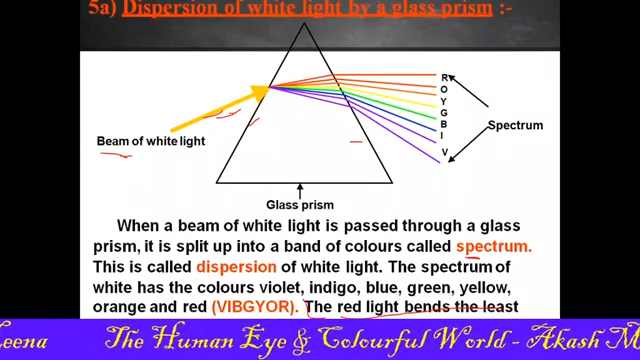 5a) Dispersion of white light by a glass prism :-
R
O
Y
G
B
I
V
Spectrum
Beam of white light
Glass prism
When a beam of white light is passed through a glass
prism, it is split up into a band of colours called spectrum.
This is called dispersion of white light. The spectrum of
white has the colours violet, indigo, blue, green, yellow,
orange and red (VIBGYOR). The red light bends the least
The Human Eye & Colourful World - Akash M